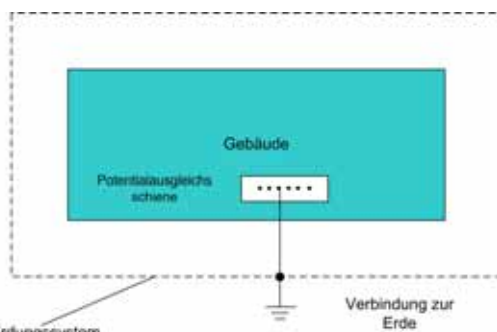 Gebäude
Potentialausgleichs
schiene
Verbindung zur
Erde